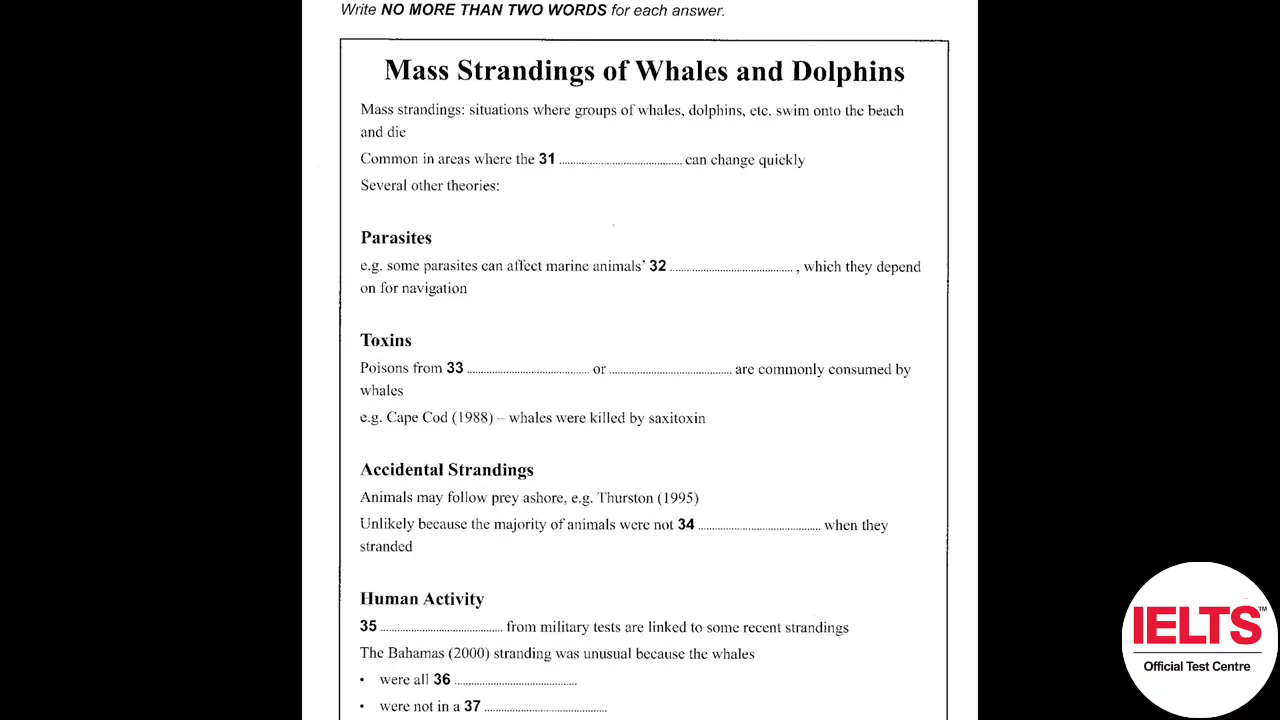 Write NO MORE THAN TWO WORDS for each answer.
Mass Strandings of Whales and Dolphins
Mass strandings: situations where groups of whales, dolphins, etc. swim onto the beach
and die
Common in areas where the 31 ........................................ can change quickly
Several other theories:
Parasites
e.g. some parasites can affect marine animals' 32 ........................................ , which they depend
on for navigation
Toxins
Poisons from 33 ........................................ or ........................................ are commonly consumed by
whales
e.g. Cape Cod (1988) – whales were killed by saxitoxin
Accidental Strandings
Animals may follow prey ashore, e.g. Thurston (1995)
Unlikely because the majority of animals were not 34 ........................................ when they
stranded
Human Activity
35 ........................................ from military tests are linked to some recent strandings
The Bahamas (2000) stranding was unusual because the whales
• were all 36 ........................................
• were not in a 37 ........................................
IELTS™
Official Test Centre